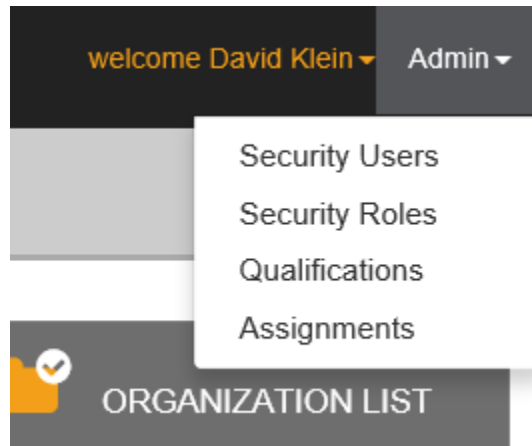 welcome David Klein Admin
Security Users
Security Roles
Qualifications
Assignments
ORGANIZATION LIST